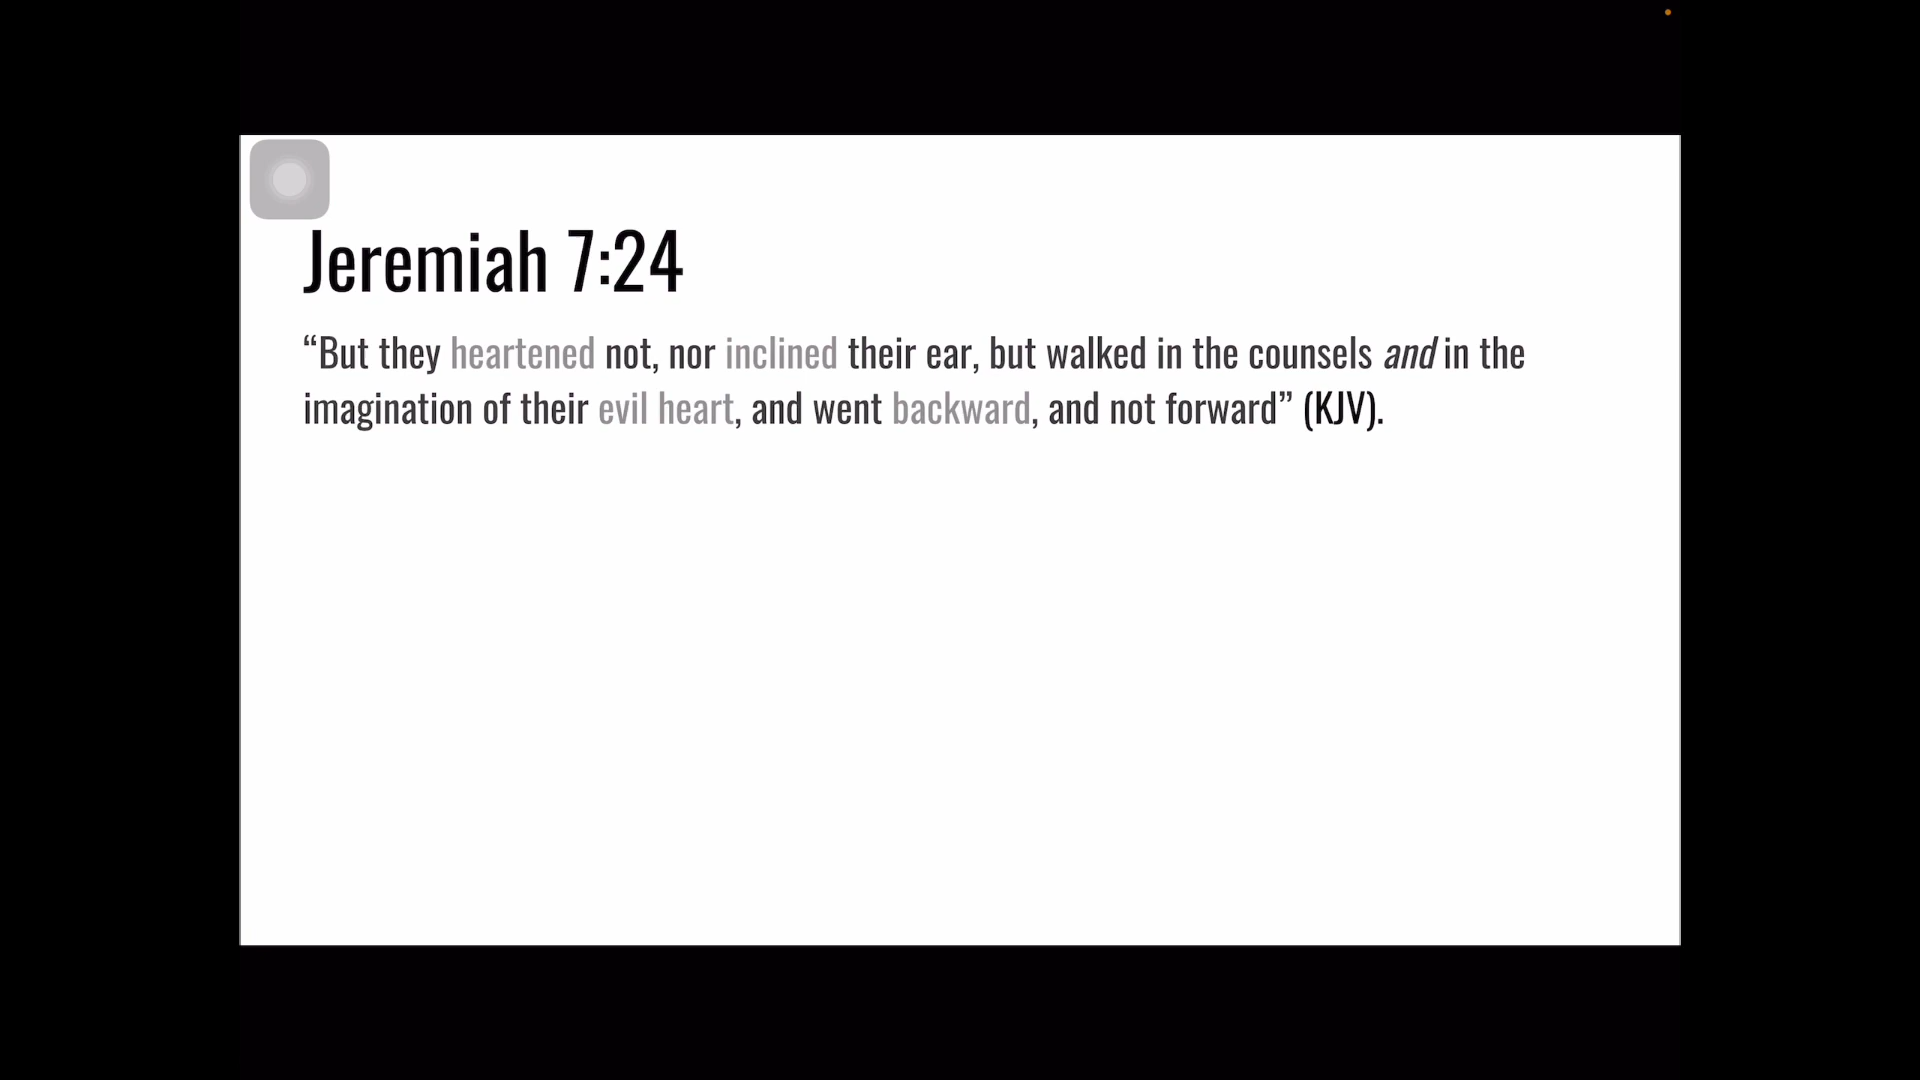 Jeremiah 7:24
“But they heartened not, nor inclined their ear, but walked in the counsels and in the
imagination of their evil heart, and went backward, and not forward” (KJV).